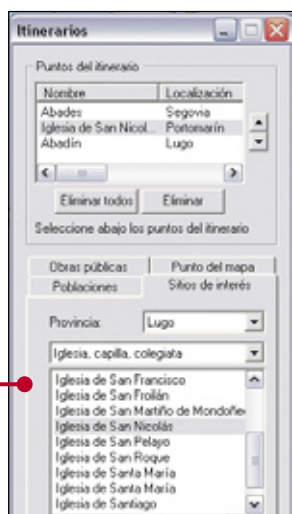 Itinerarios
Puntos del itinerario
Nombre Localización
Abades Segovia
Iglesia de San Nicol... Portomarín
Abadín Lugo
Eliminar todos Eliminar
Seleccione abajo los puntos del itinerario
Obras públicas Punto del mapa
Poblaciones Sitios de interés
Provincia: Lugo
Iglesia, capilla, colegiata
Iglesia de San Francisco
Iglesia de San Froilán
Iglesia de San Martiño de Mondoñe
Iglesia de San Nicolás
Iglesia de San Pelayo
Iglesia de San Roque
Iglesia de Santa María
Iglesia de Santa María
Iglesia de Santiago